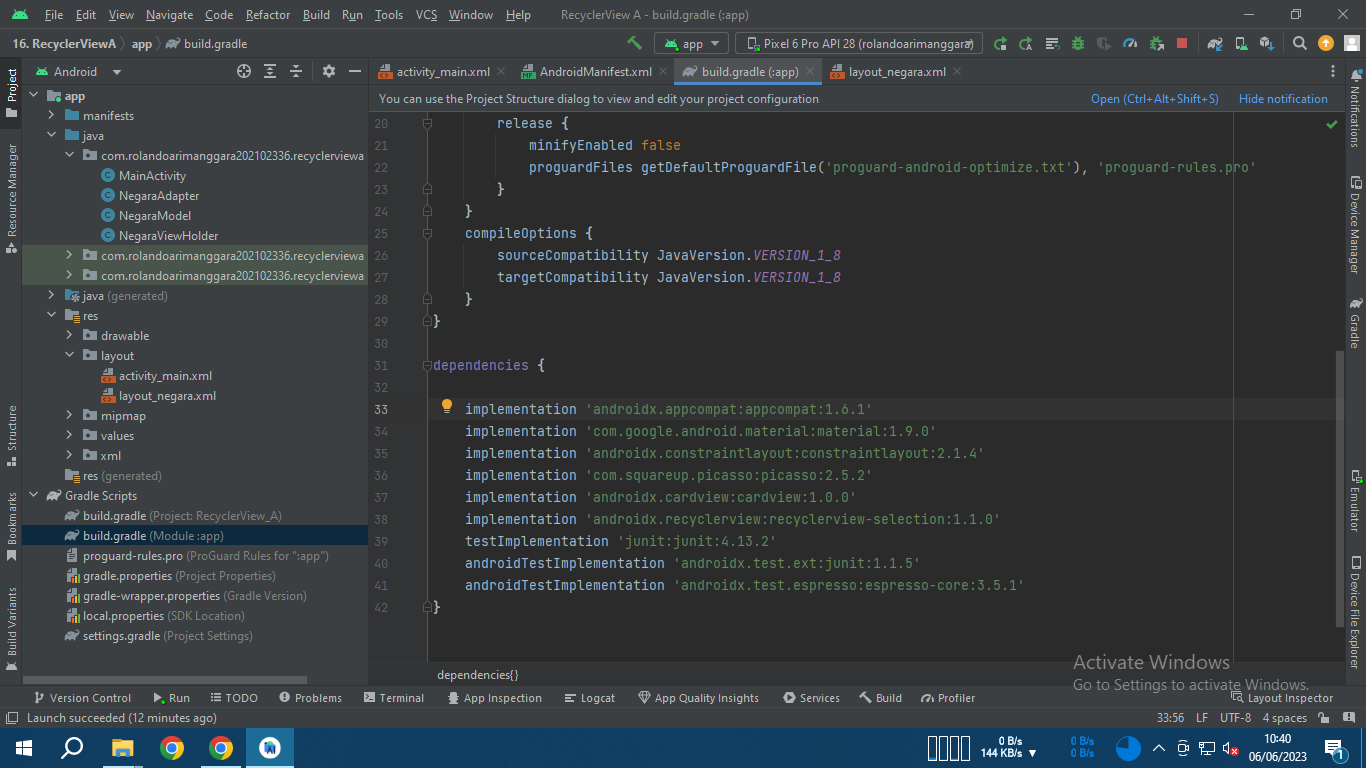 File Edit View Navigate Code Refactor Build Run Tools VCS Window Help RecyclerView A - build.gradle (:app)
16. RecyclerViewA app build.gradle app Pixel 6 Pro API 28 (rolandoarimanggara)
Project
Resource Manager
Structure
Bookmarks
Build Variants
Android
app
manifests
java
com.rolandoarimanggara202102336.recyclerviewa
MainActivity
NegaraAdapter
NegaraModel
NegaraViewHolder
com.rolandoarimanggara202102336.recyclerviewa
com.rolandoarimanggara202102336.recyclerviewa
java (generated)
res
drawable
layout
activity_main.xml
layout_negara.xml
mipmap
values
xml
res (generated)
Gradle Scripts
build.gradle (Project: RecyclerView_A)
build.gradle (Module :app)
proguard-rules.pro (ProGuard Rules for ":app")
gradle.properties (Project Properties)
gradle-wrapper.properties (Gradle Version)
local.properties (SDK Location)
settings.gradle (Project Settings)
activity_main.xml AndroidManifest.xml build.gradle (:app) layout_negara.xml
You can use the Project Structure dialog to view and edit your project configuration Open (Ctrl+Alt+Shift+S) Hide notification
20 release {
21 minifyEnabled false
22 proguardFiles getDefaultProguardFile('proguard-android-optimize.txt'), 'proguard-rules.pro'
23 }
24 }
25 compileOptions {
26 sourceCompatibility JavaVersion.VERSION_1_8
27 targetCompatibility JavaVersion.VERSION_1_8
28 }
29 }
30
31 dependencies {
32
33 implementation 'androidx.appcompat:appcompat:1.6.1'
34 implementation 'com.google.android.material:material:1.9.0'
35 implementation 'androidx.constraintlayout:constraintlayout:2.1.4'
36 implementation 'com.squareup.picasso:picasso:2.5.2'
37 implementation 'androidx.cardview:cardview:1.0.0'
38 implementation 'androidx.recyclerview:recyclerview-selection:1.1.0'
39 testImplementation 'junit:junit:4.13.2'
40 androidTestImplementation 'androidx.test.ext:junit:1.1.5'
41 androidTestImplementation 'androidx.test.espresso:espresso-core:3.5.1'
42 }
dependencies{}
Notifications
Device Manager
Gradle
Emulator
Device File Explorer
Activate Windows
Go to Settings to activate Windows.
Version Control Run TODO Problems Terminal App Inspection Logcat App Quality Insights Services Build Profiler Layout Inspector
Launch succeeded (12 minutes ago) 33:56 LF UTF-8 4 spaces
0 B/s
144 KB/s
0 B/s
0 B/s
10:40
06/06/2023
1